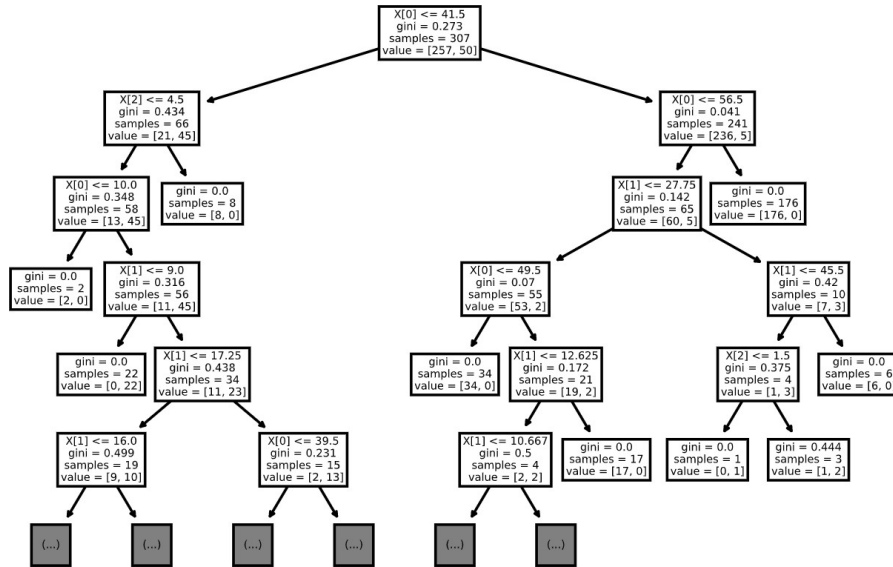 X[0] <= 41.5
gini = 0.273
samples = 307
value = [257, 50]
X[2] <= 4.5
gini = 0.434
samples = 66
value = [21, 45]
X[0] <= 56.5
gini = 0.041
samples = 241
value = [236, 5]
X[0] <= 10.0
gini = 0.348
samples = 58
value = [13, 45]
gini = 0.0
samples = 8
value = [8, 0]
X[1] <= 27.75
gini = 0.142
samples = 65
value = [60, 5]
gini = 0.0
samples = 176
value = [176, 0]
gini = 0.0
samples = 2
value = [2, 0]
X[1] <= 9.0
gini = 0.316
samples = 56
value = [11, 45]
X[0] <= 49.5
gini = 0.07
samples = 55
value = [53, 2]
X[1] <= 45.5
gini = 0.42
samples = 10
value = [7, 3]
gini = 0.0
samples = 22
value = [0, 22]
X[1] <= 17.25
gini = 0.438
samples = 34
value = [11, 23]
gini = 0.0
samples = 34
value = [34, 0]
X[1] <= 12.625
gini = 0.172
samples = 21
value = [19, 2]
X[2] <= 1.5
gini = 0.375
samples = 4
value = [1, 3]
gini = 0.0
samples = 6
value = [6, 0]
X[1] <= 16.0
gini = 0.499
samples = 19
value = [9, 10]
X[0] <= 39.5
gini = 0.231
samples = 15
value = [2, 13]
X[1] <= 10.667
gini = 0.5
samples = 4
value = [2, 2]
gini = 0.0
samples = 17
value = [17, 0]
gini = 0.0
samples = 1
value = [0, 1]
gini = 0.444
samples = 3
value = [1, 2]
(...)
(...)
(...)
(...)
(...)
(...)